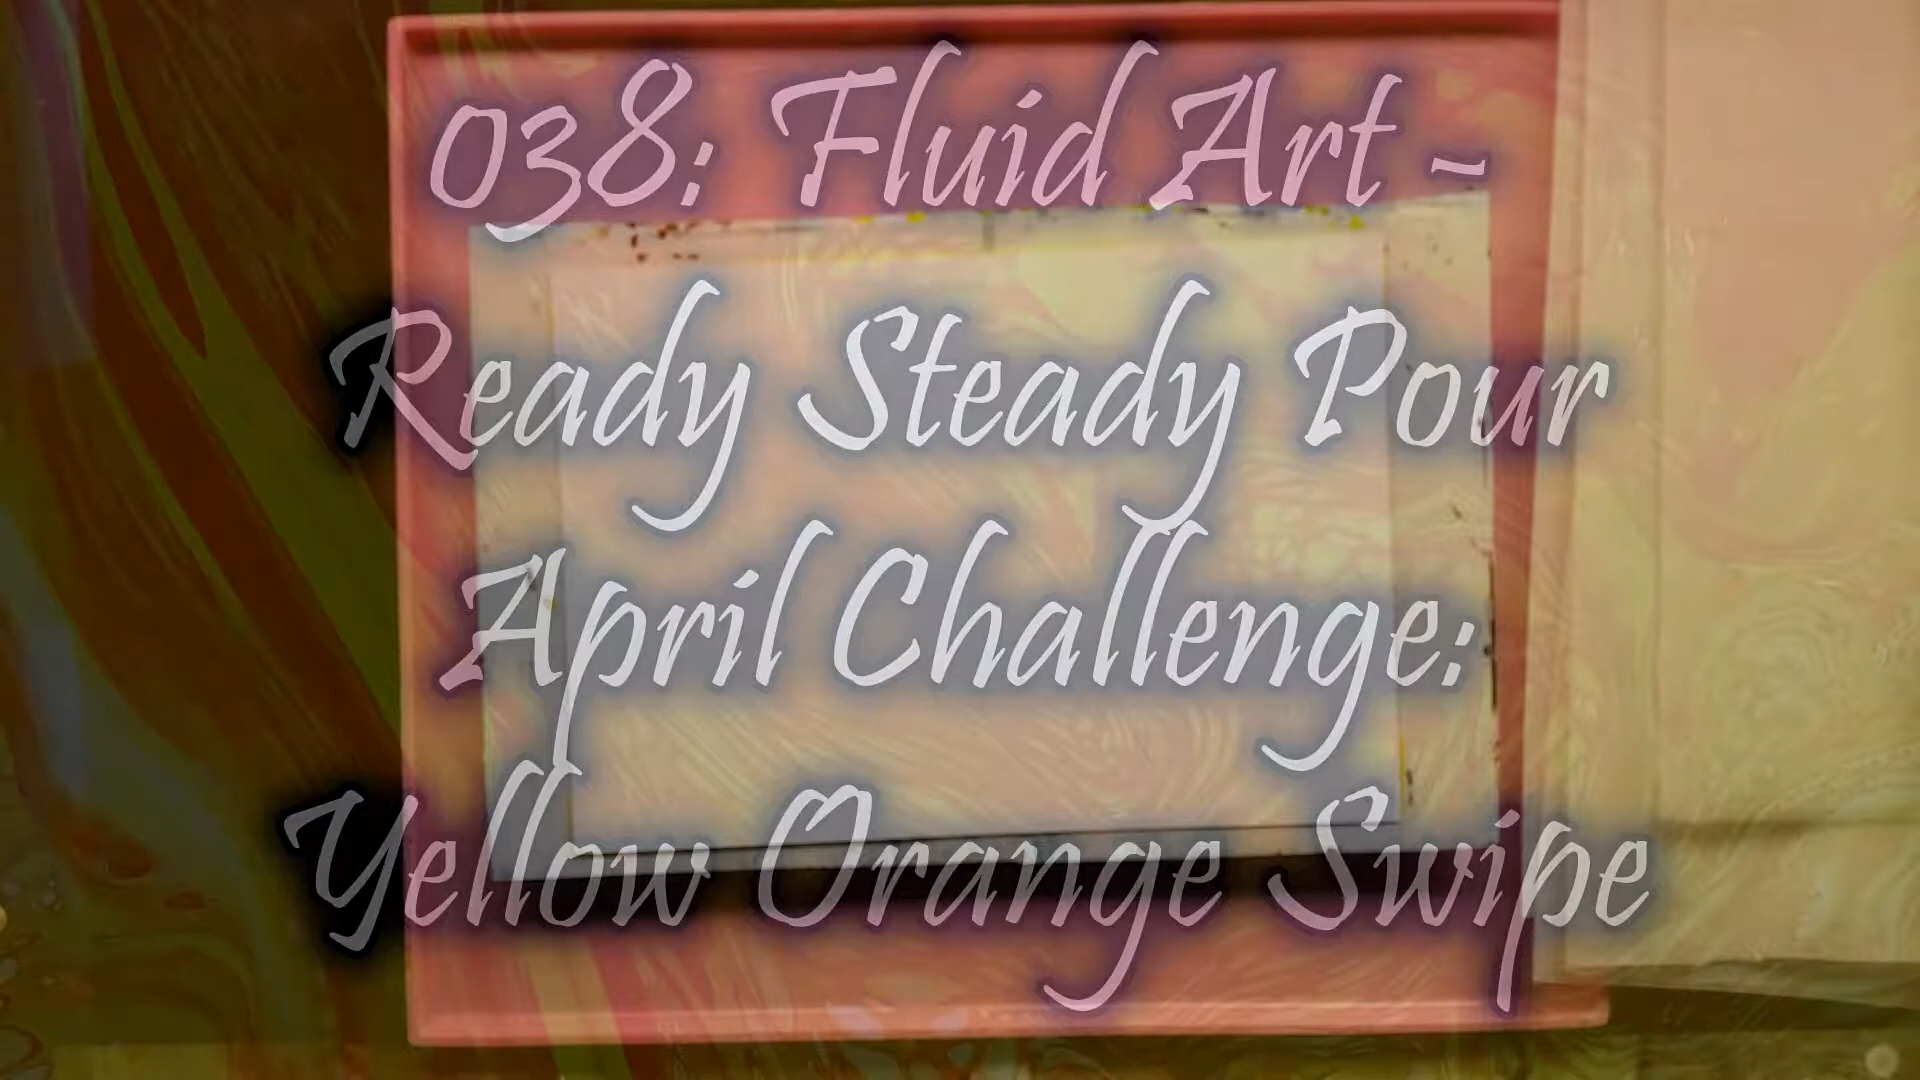 038: Fluid Art -
Ready Steady Pour
April Challenge:
Yellow Orange Swipe